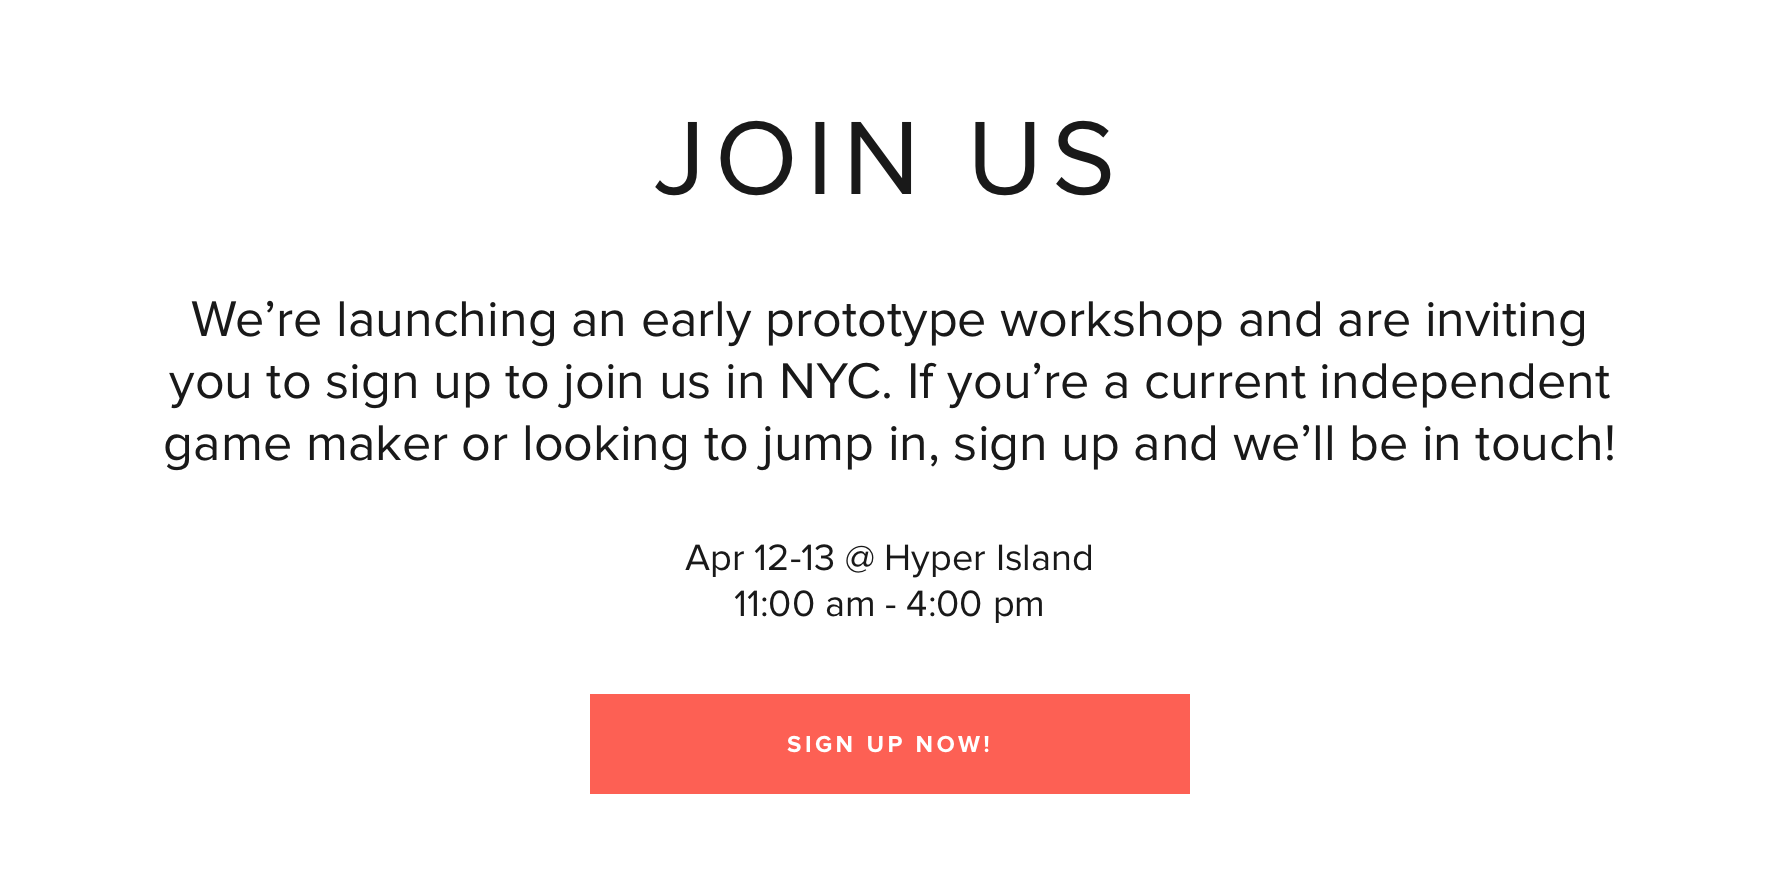 JOIN US
We’re launching an early prototype workshop and are inviting
you to sign up to join us in NYC. If you’re a current independent
game maker or looking to jump in, sign up and we’ll be in touch!
Apr 12-13 @ Hyper Island
11:00 am - 4:00 pm
SIGN UP NOW!